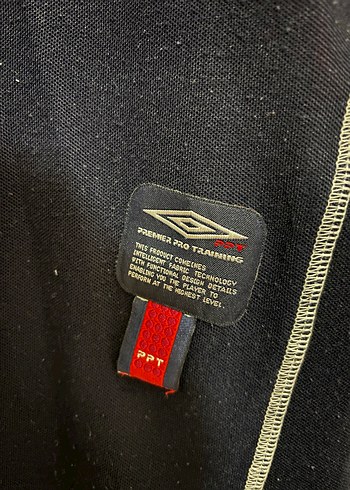 PPT
PREMIER PRO TRAINING
THIS PRODUCT COMBINES
INTELLIGENT FABRIC TECHNOLOGY
WITH FUNCTIONAL DESIGN DETAILS
ENABLING YOU THE PLAYER TO
PERFORM AT THE HIGHEST LEVEL.
PPT